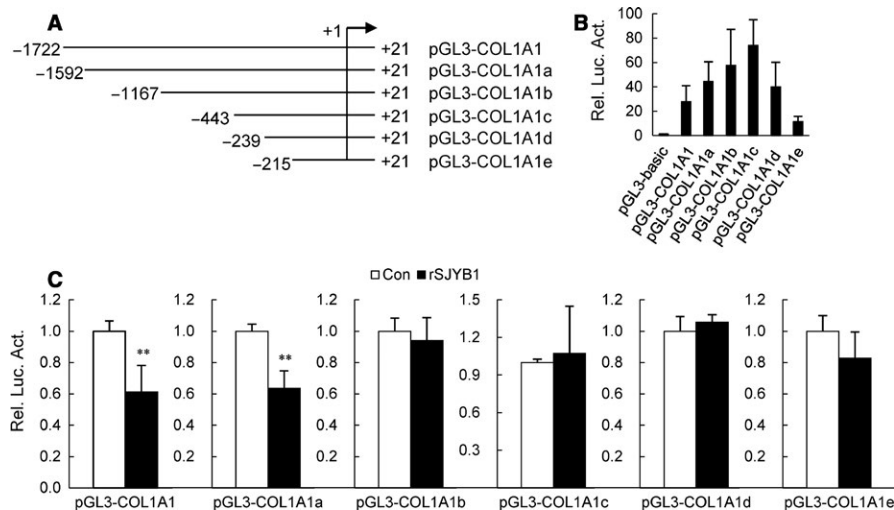 A
+1
−1722 +21 pGL3-COL1A1
−1592 +21 pGL3-COL1A1a
−1167 +21 pGL3-COL1A1b
−443 +21 pGL3-COL1A1c
−239 +21 pGL3-COL1A1d
−215 +21 pGL3-COL1A1e
B
Rel. Luc. Act.
100
80
60
40
20
0
pGL3-basic
pGL3-COL1A1
pGL3-COL1A1a
pGL3-COL1A1b
pGL3-COL1A1c
pGL3-COL1A1d
pGL3-COL1A1e
C
Con rSJYB1
Rel. Luc. Act.
1.2
1.0
0.8
0.6
0.4
0.2
0.0
**
pGL3-COL1A1
1.2
1.0
0.8
0.6
0.4
0.2
**
pGL3-COL1A1a
1.2
1.0
0.8
0.6
0.4
0.2
pGL3-COL1A1b
1.5
1.2
0.9
0.6
0.3
pGL3-COL1A1c
1.2
1.0
0.8
0.6
0.4
0.2
pGL3-COL1A1d
1.2
1.0
0.8
0.6
0.4
0.2
pGL3-COL1A1e